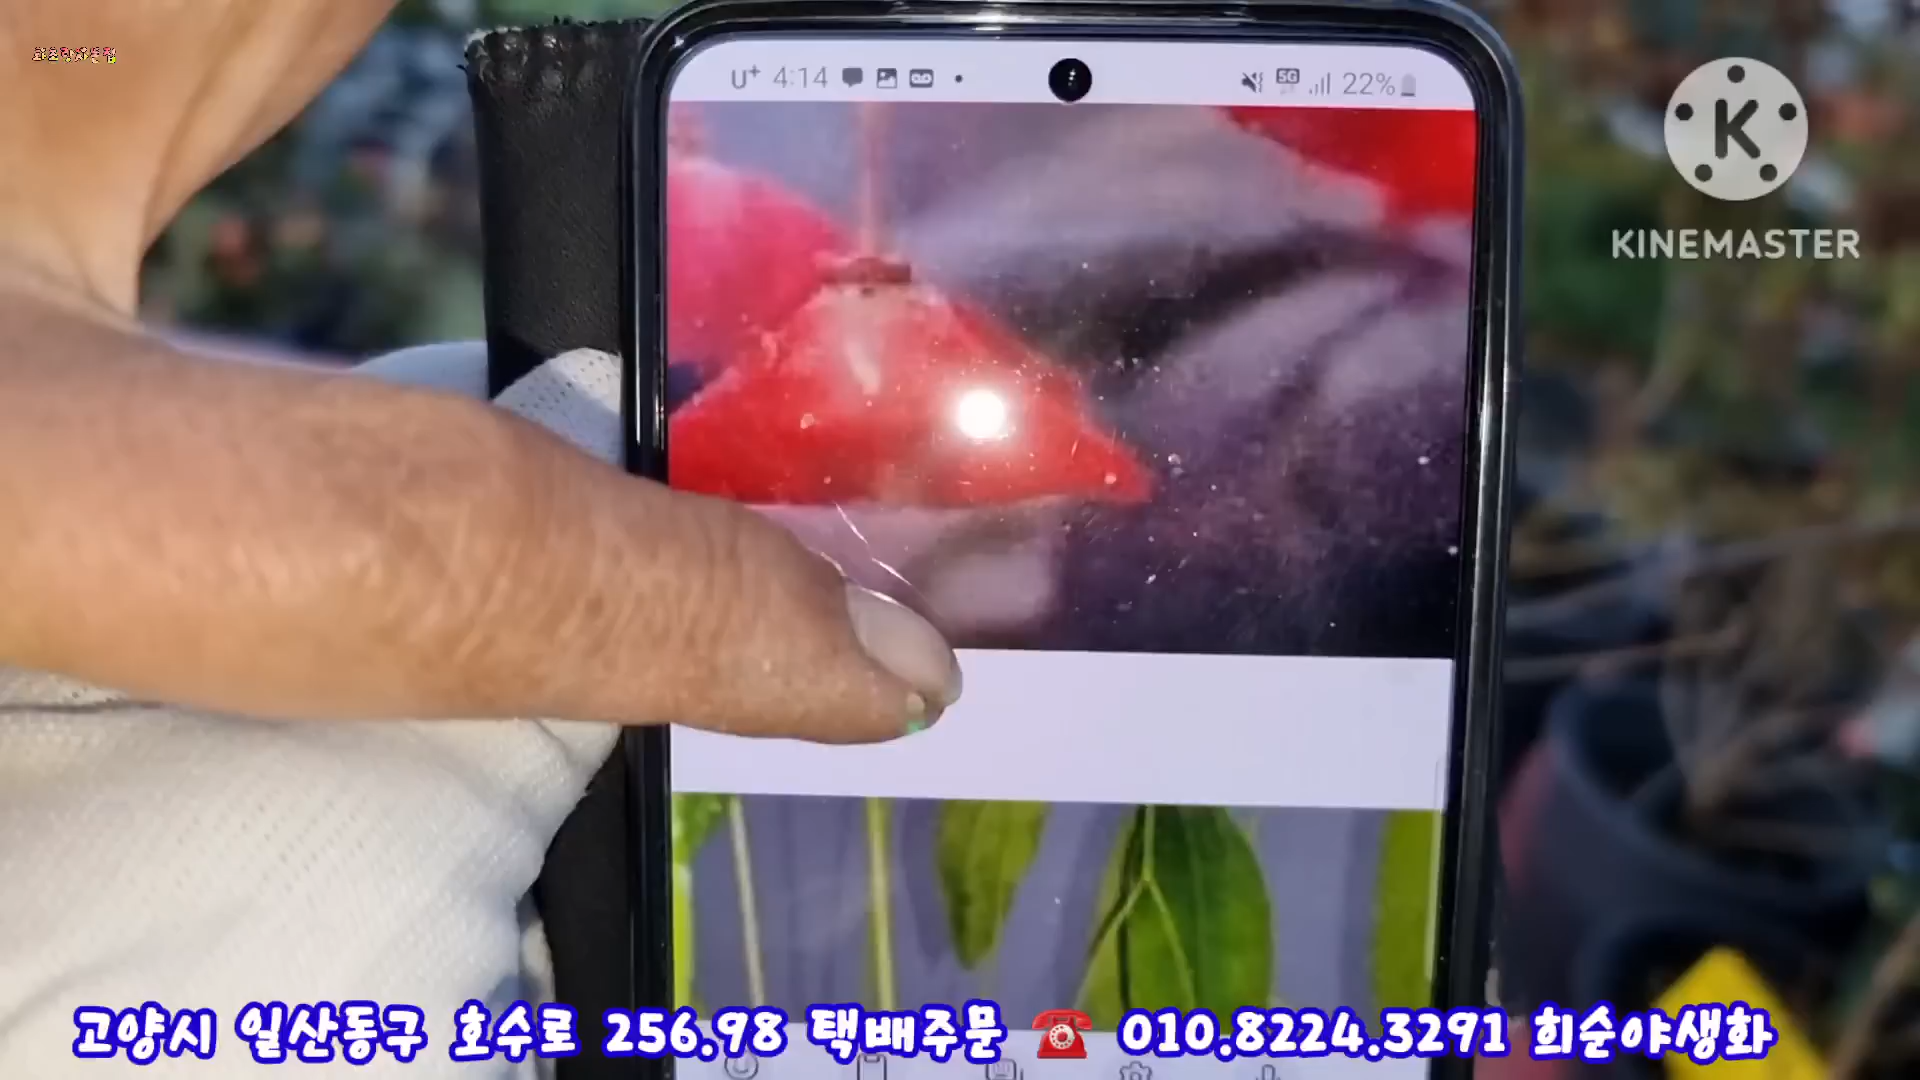 U+ 4:14 5G 22%
K
KINEMASTER
고양시 일산동구 호수로 256.98 택배주문 ☎ 010.8224.3291 희순야생화